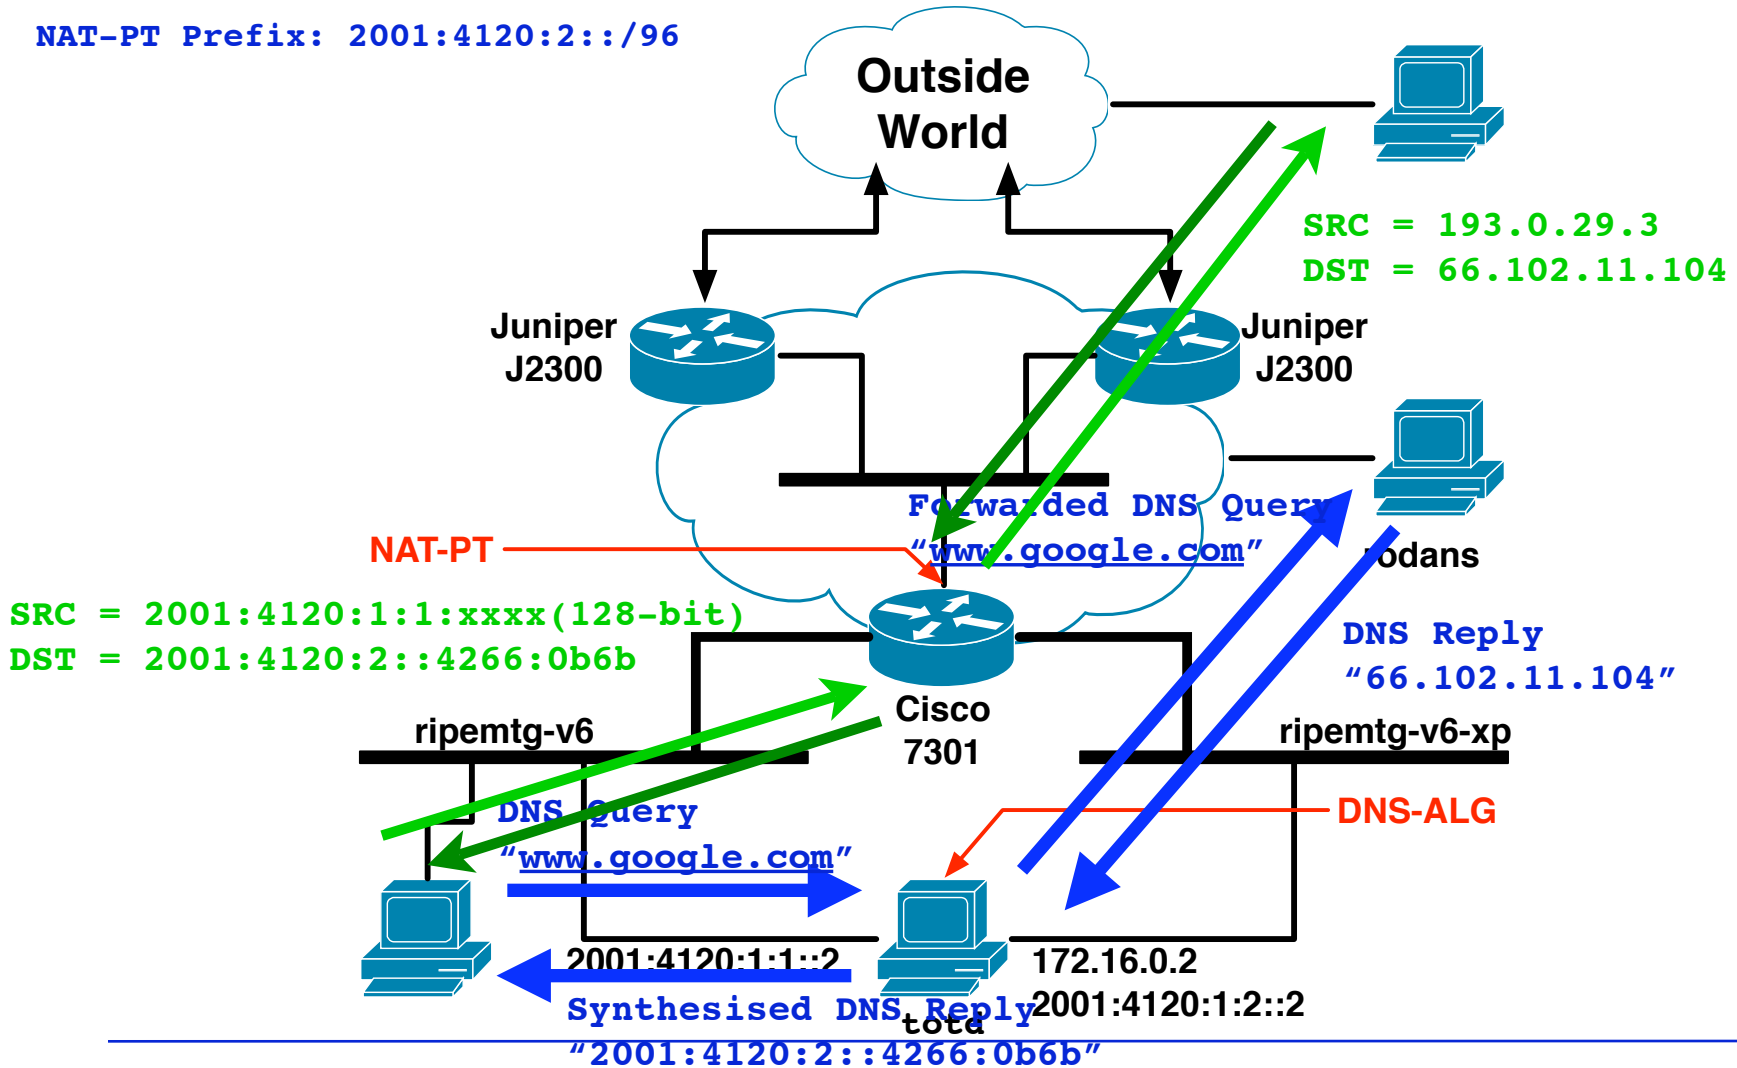 NAT-PT Prefix: 2001:4120:2::/96
Outside
World
SRC = 193.0.29.3
DST = 66.102.11.104
Juniper
J2300
Juniper
J2300
Forwarded DNS Query
“www.google.com”
NAT-PT
rodans
SRC = 2001:4120:1:1:xxxx(128-bit)
DST = 2001:4120:2::4266:0b6b
DNS Reply
“66.102.11.104”
Cisco
7301
ripemtg-v6
ripemtg-v6-xp
DNS Query
“www.google.com”
DNS-ALG
2001:4120:1:1::2
172.16.0.2
2001:4120:1:2::2
Synthesised DNS Reply
totd
“2001:4120:2::4266:0b6b”